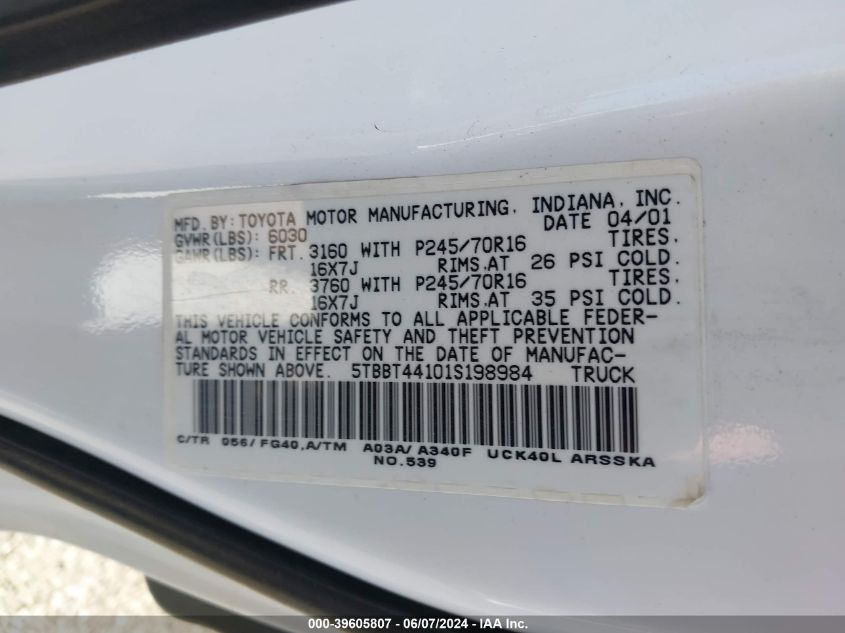 MFD. BY: TOYOTA MOTOR MANUFACTURING, INDIANA, INC.
GVWR(LBS): 6030 DATE 04/01
GAWR(LBS): FRT. 3160 WITH P245/70R16 TIRES,
16X7J RIMS,AT 26 PSI COLD.
RR. 3760 WITH P245/70R16 TIRES,
16X7J RIMS,AT 35 PSI COLD.
THIS VEHICLE CONFORMS TO ALL APPLICABLE FEDER-
AL MOTOR VEHICLE SAFETY AND THEFT PREVENTION
STANDARDS IN EFFECT ON THE DATE OF MANUFAC-
TURE SHOWN ABOVE. 5TBBT44101S198984 TRUCK
C/TR 056/ FG40,A/TM A03A/ A340F UCK40L ARSSKA
NO.539
000-39605807 - 06/07/2024 - IAAI.com - Copyright IAA, Inc.